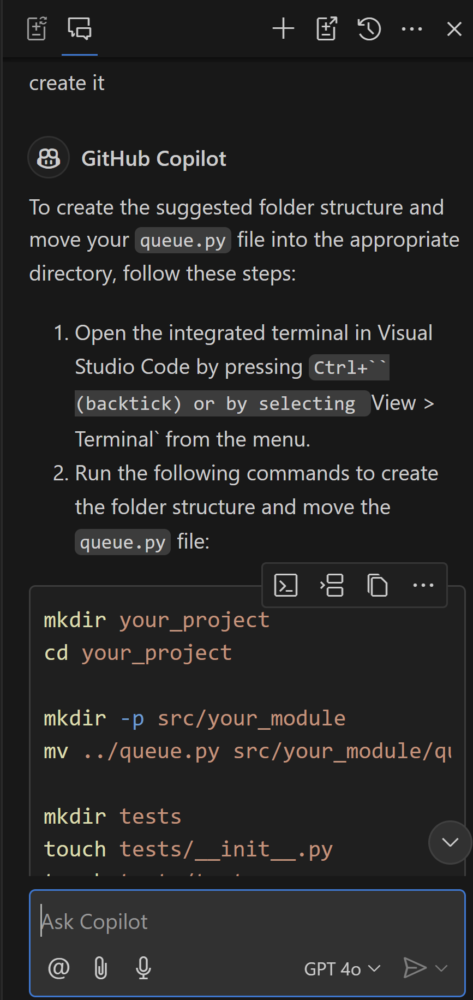 create it
GitHub Copilot
To create the suggested folder structure and
move your queue.py file into the appropriate
directory, follow these steps:
1. Open the integrated terminal in Visual
Studio Code by pressing Ctrl+``
(backtick) or by selecting View >
Terminal` from the menu.
2. Run the following commands to create
the folder structure and move the
queue.py file:
mkdir your_project
cd your_project
mkdir -p src/your_module
mv ../queue.py src/your_module/qu
mkdir tests
touch tests/__init__.py
Ask Copilot
@
GPT 4o